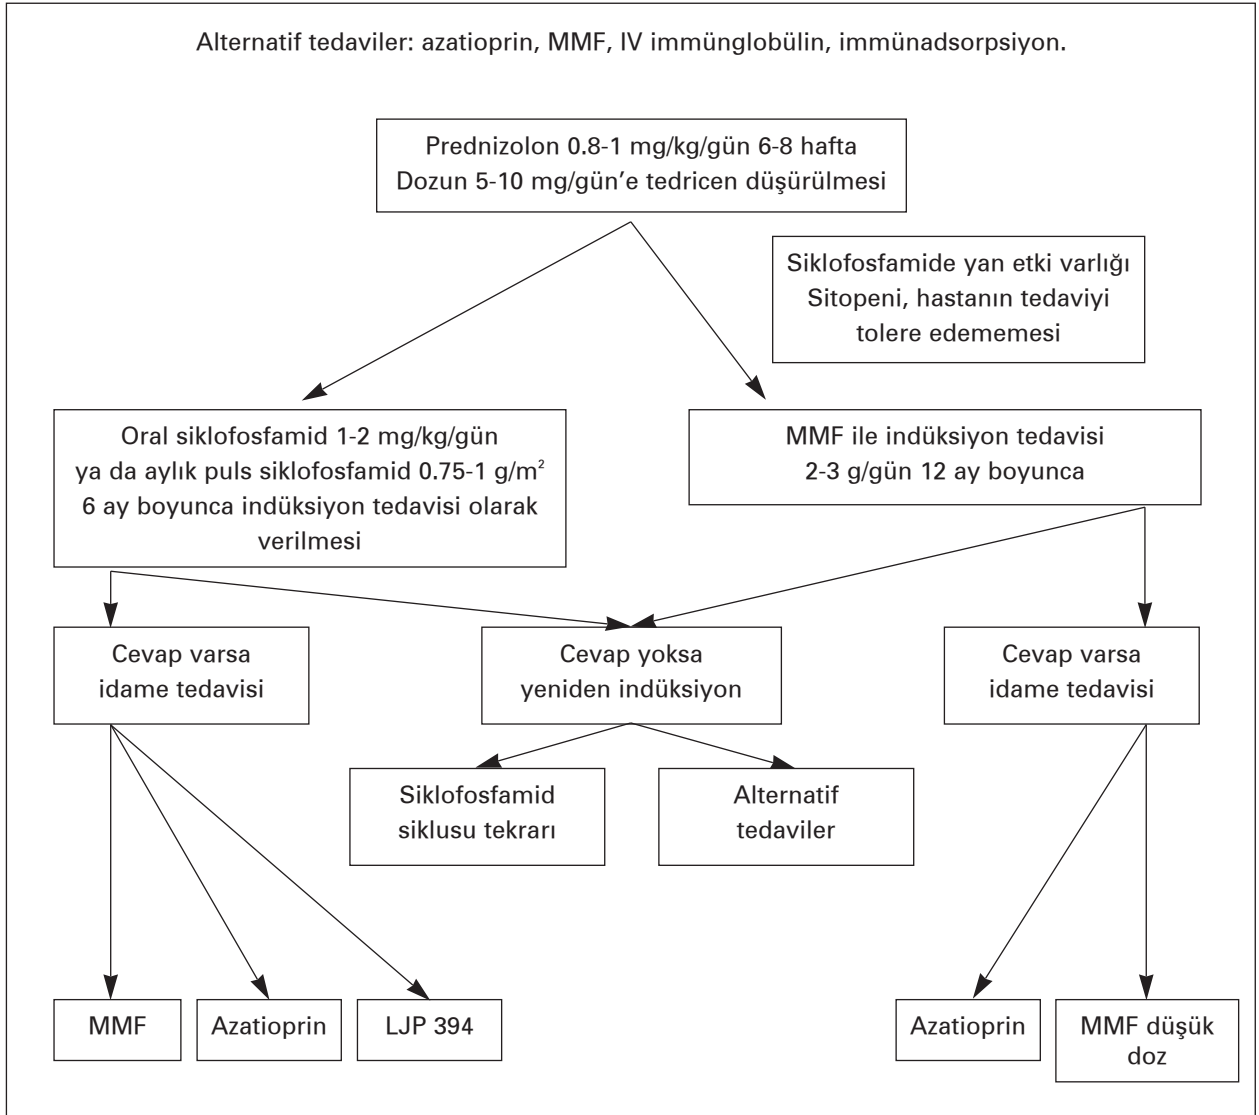 Alternatif tedaviler: azatioprin, MMF, IV immünglobülin, immünadsorpsiyon.
Prednizolon 0.8-1 mg/kg/gün 6-8 hafta
Dozun 5-10 mg/gün’e tedricen düşürülmesi
Siklofosfamide yan etki varlığı
Sitopeni, hastanın tedaviyi
tolere edememesi
Oral siklofosfamid 1-2 mg/kg/gün
ya da aylık puls siklofosfamid 0.75-1 g/m²
6 ay boyunca indüksiyon tedavisi olarak
verilmesi
MMF ile indüksiyon tedavisi
2-3 g/gün 12 ay boyunca
Cevap varsa
idame tedavisi
Cevap yoksa
yeniden indüksiyon
Cevap varsa
idame tedavisi
Siklofosfamid
siklusu tekrarı
Alternatif
tedaviler
MMF
Azatioprin
LJP 394
Azatioprin
MMF düşük
doz